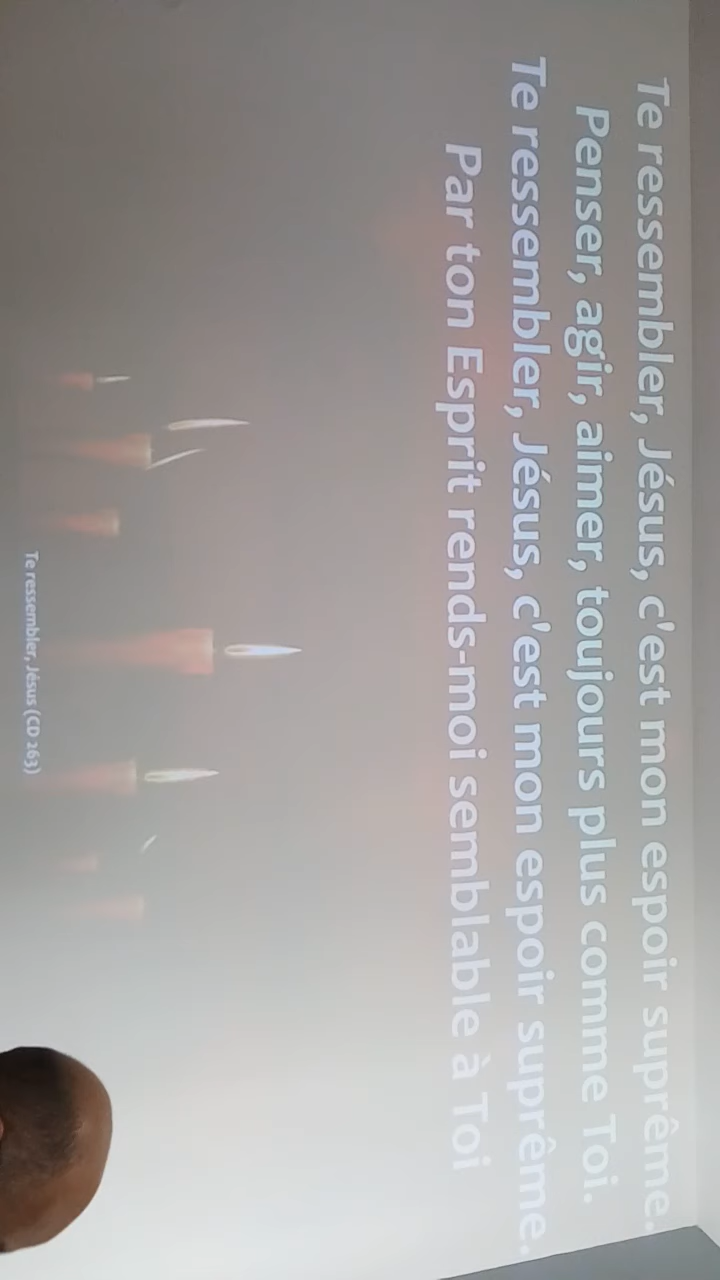 Te ressembler, Jésus, c'est mon espoir suprême.
Penser, agir, aimer, toujours plus comme Toi.
Te ressembler, Jésus, c'est mon espoir suprême.
Par ton Esprit rends-moi semblable à Toi
Te ressembler, Jésus (CD 263)